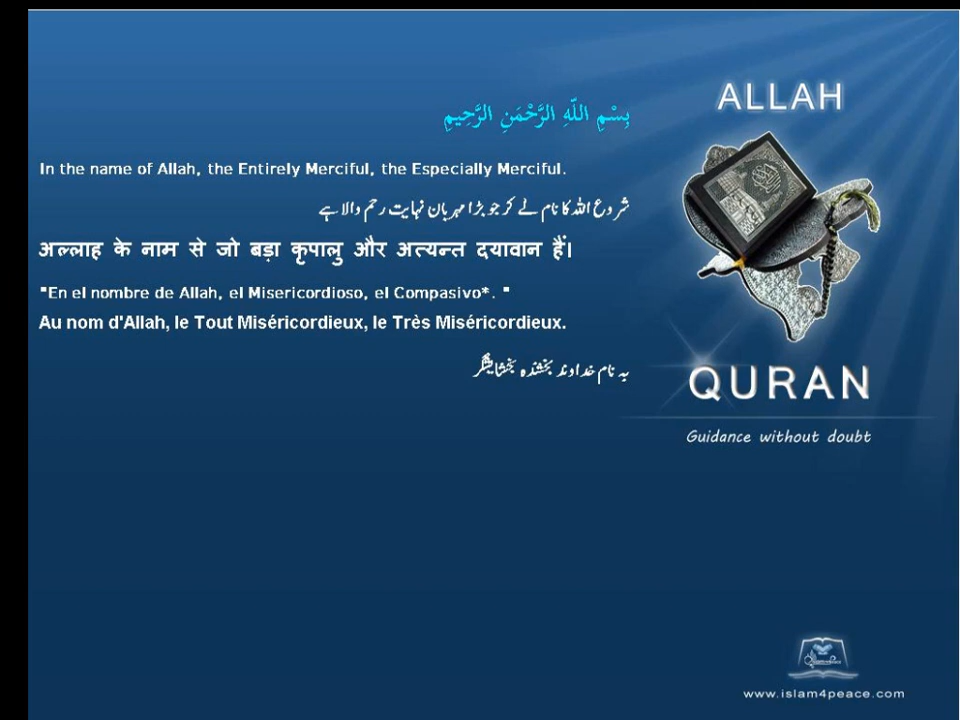 بِسْمِ اللّهِ الرَّحْمَنِ الرَّحِيمِ
In the name of Allah, the Entirely Merciful, the Especially Merciful.
شروع الله کا نام لے کر جو بڑا مہربان نہایت رحم والا ہے
अल्लाह के नाम से जो बड़ा कृपालु और अत्यन्त दयावान हैं।
"En el nombre de Allah, el Misericordioso, el Compasivo*. "
Au nom d'Allah, le Tout Miséricordieux, le Très Miséricordieux.
به نام خداوند بخشنده بخشایشگر
ALLAH
QURAN
Guidance without doubt
www.islam4peace.com